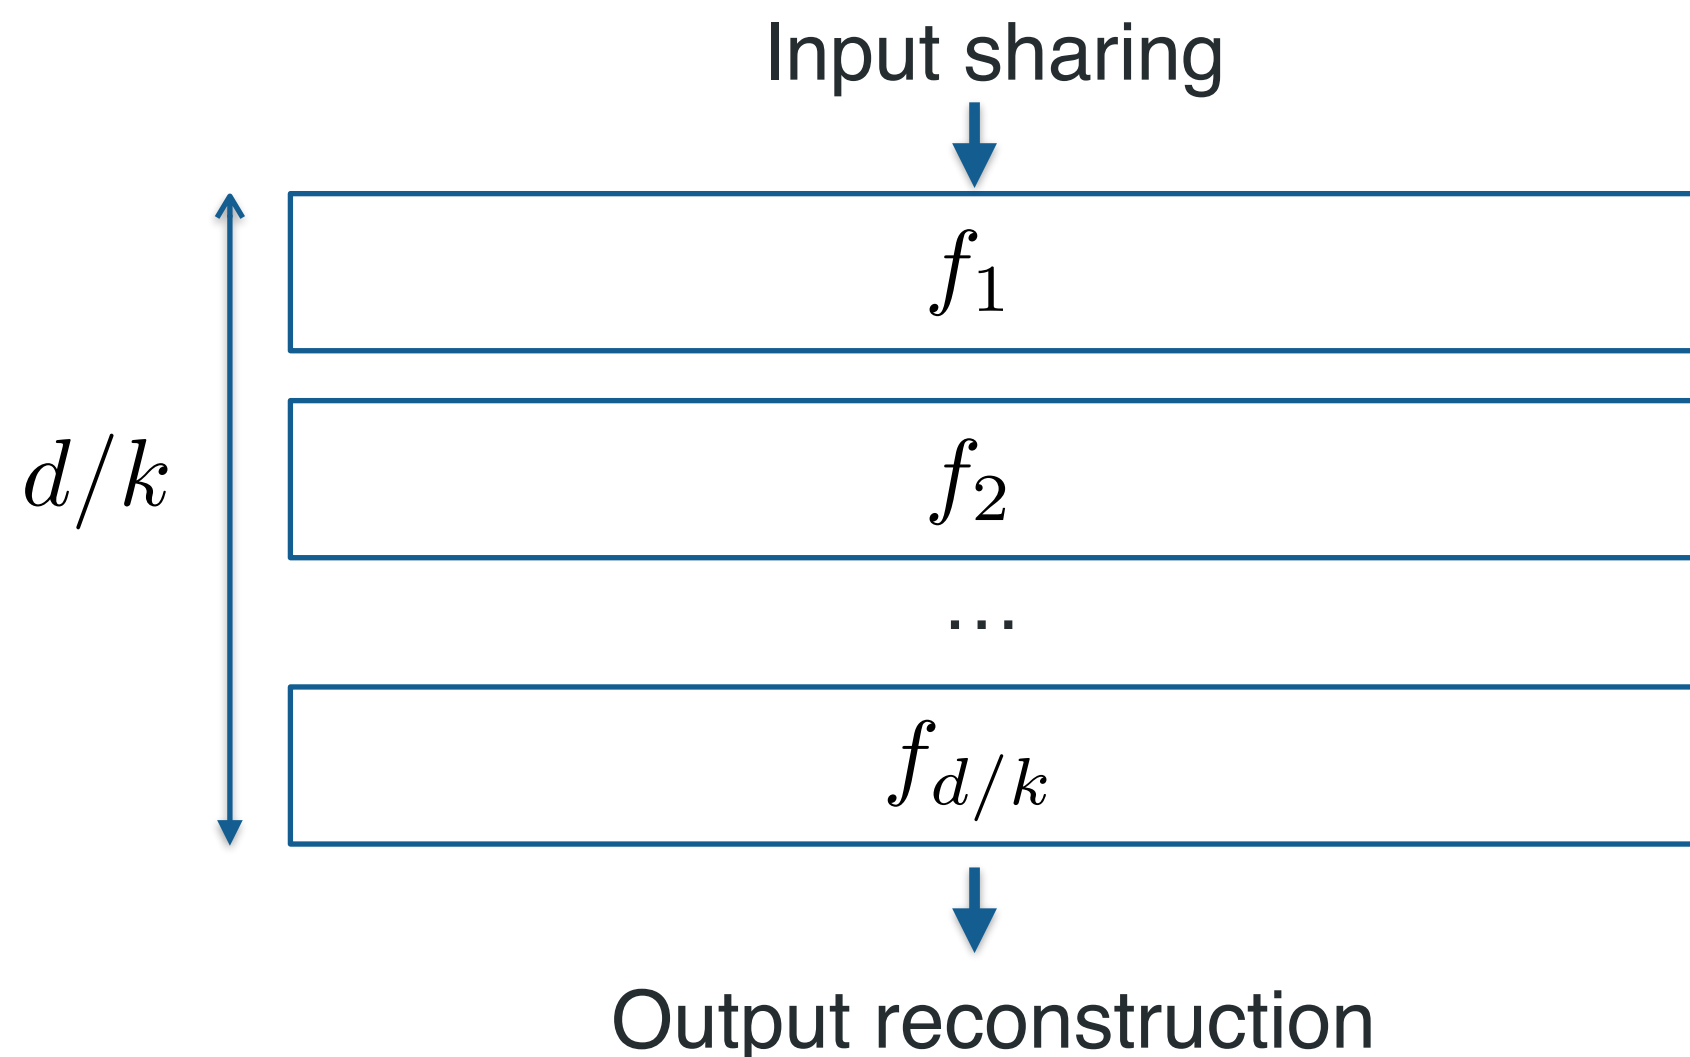 Input sharing
f_1
d/k
f_2
...
f_{d/k}
Output reconstruction